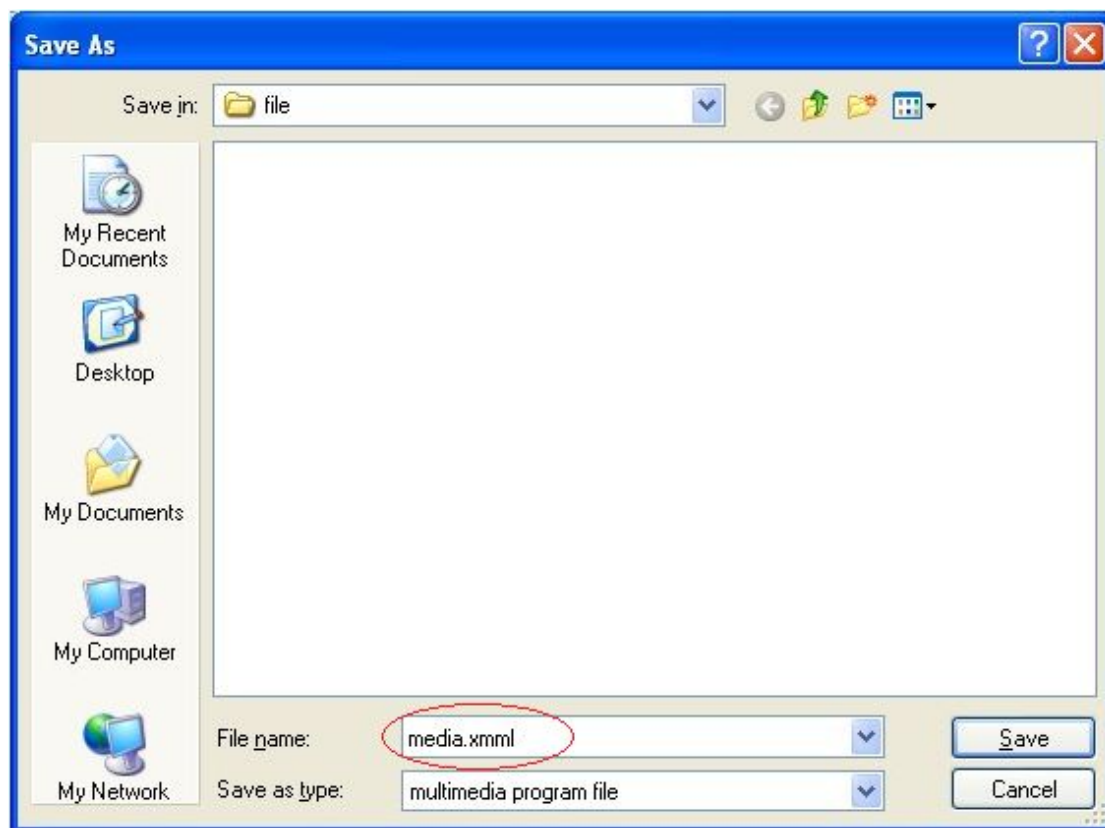 Save As
Save in: file
My Recent
Documents
Desktop
My Documents
My Computer
My Network
File name: media.xmml Save
Save as type: multimedia program file Cancel